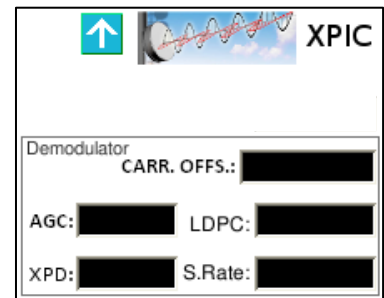 XPIC
Demodulator
CARR. OFFS.:
AGC: LDPC:
XPD: S.Rate: